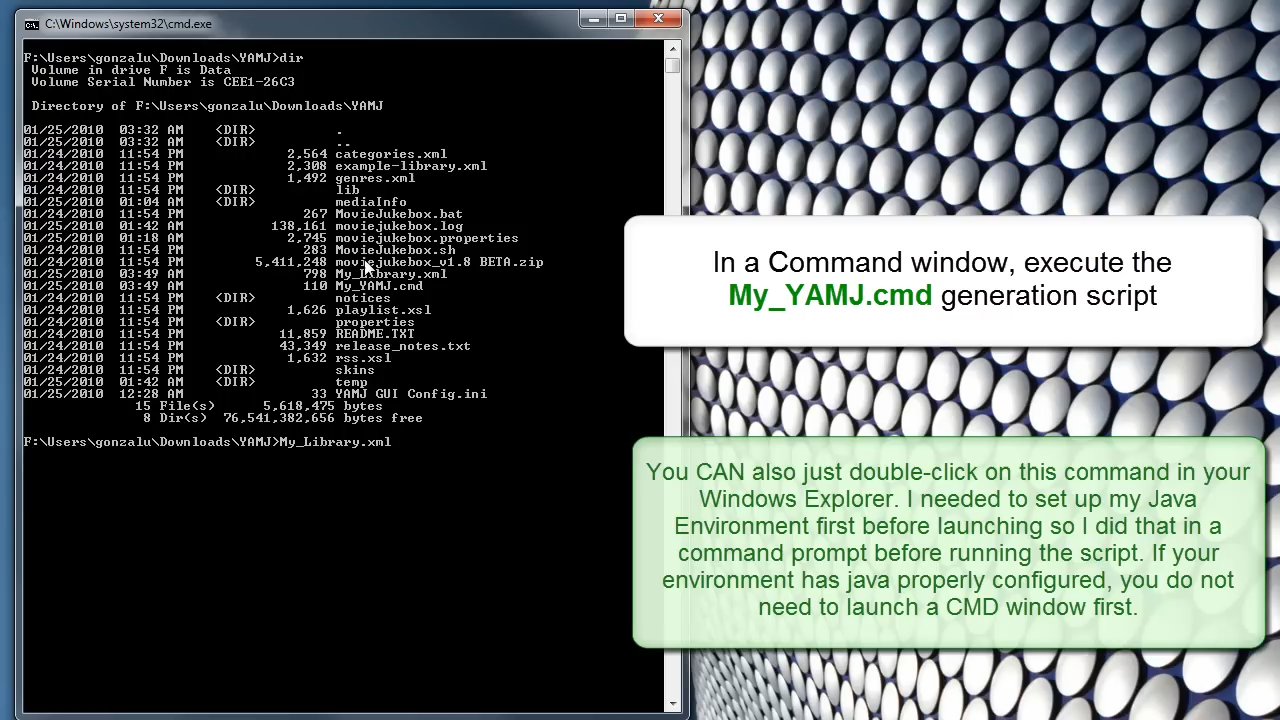 C:\Windows\system32\cmd.exe
F:\Users\gonzalu\Downloads\YAMJ>dir
Volume in drive F is Data
Volume Serial Number is CEE1-26C3
Directory of F:\Users\gonzalu\Downloads\YAMJ
01/25/2010 03:32 AM <DIR> .
01/25/2010 03:32 AM <DIR> ..
01/24/2010 11:54 PM 2,564 categories.xml
01/24/2010 11:54 PM 2,308 example-library.xml
01/24/2010 11:54 PM 1,492 genres.xml
01/24/2010 11:54 PM <DIR> lib
01/25/2010 01:04 AM <DIR> mediaInfo
01/24/2010 11:54 PM 267 MovieJukebox.bat
01/25/2010 01:42 AM 138,161 moviejukebox.log
01/25/2010 01:18 AM 2,745 moviejukebox.properties
01/24/2010 11:54 PM 283 MovieJukebox.sh
01/24/2010 11:54 PM 5,411,248 moviejukebox_v1.8 BETA.zip
01/25/2010 03:49 AM 798 My_Library.xml
01/25/2010 03:49 AM 110 My_YAMJ.cmd
01/24/2010 11:54 PM <DIR> notices
01/24/2010 11:54 PM 1,626 playlist.xsl
01/24/2010 11:54 PM <DIR> properties
01/24/2010 11:54 PM 11,859 README.TXT
01/24/2010 11:54 PM 43,349 release_notes.txt
01/24/2010 11:54 PM 1,632 rss.xsl
01/24/2010 11:54 PM <DIR> skins
01/25/2010 01:42 AM <DIR> temp
01/25/2010 12:28 AM 33 YAMJ GUI Config.ini
15 File(s) 5,618,475 bytes
8 Dir(s) 76,541,382,656 bytes free
F:\Users\gonzalu\Downloads\YAMJ>My_Library.xml
In a Command window, execute the
My_YAMJ.cmd generation script
You CAN also just double-click on this command in your
Windows Explorer. I needed to set up my Java
Environment first before launching so I did that in a
command prompt before running the script. If your
environment has java properly configured, you do not
need to launch a CMD window first.